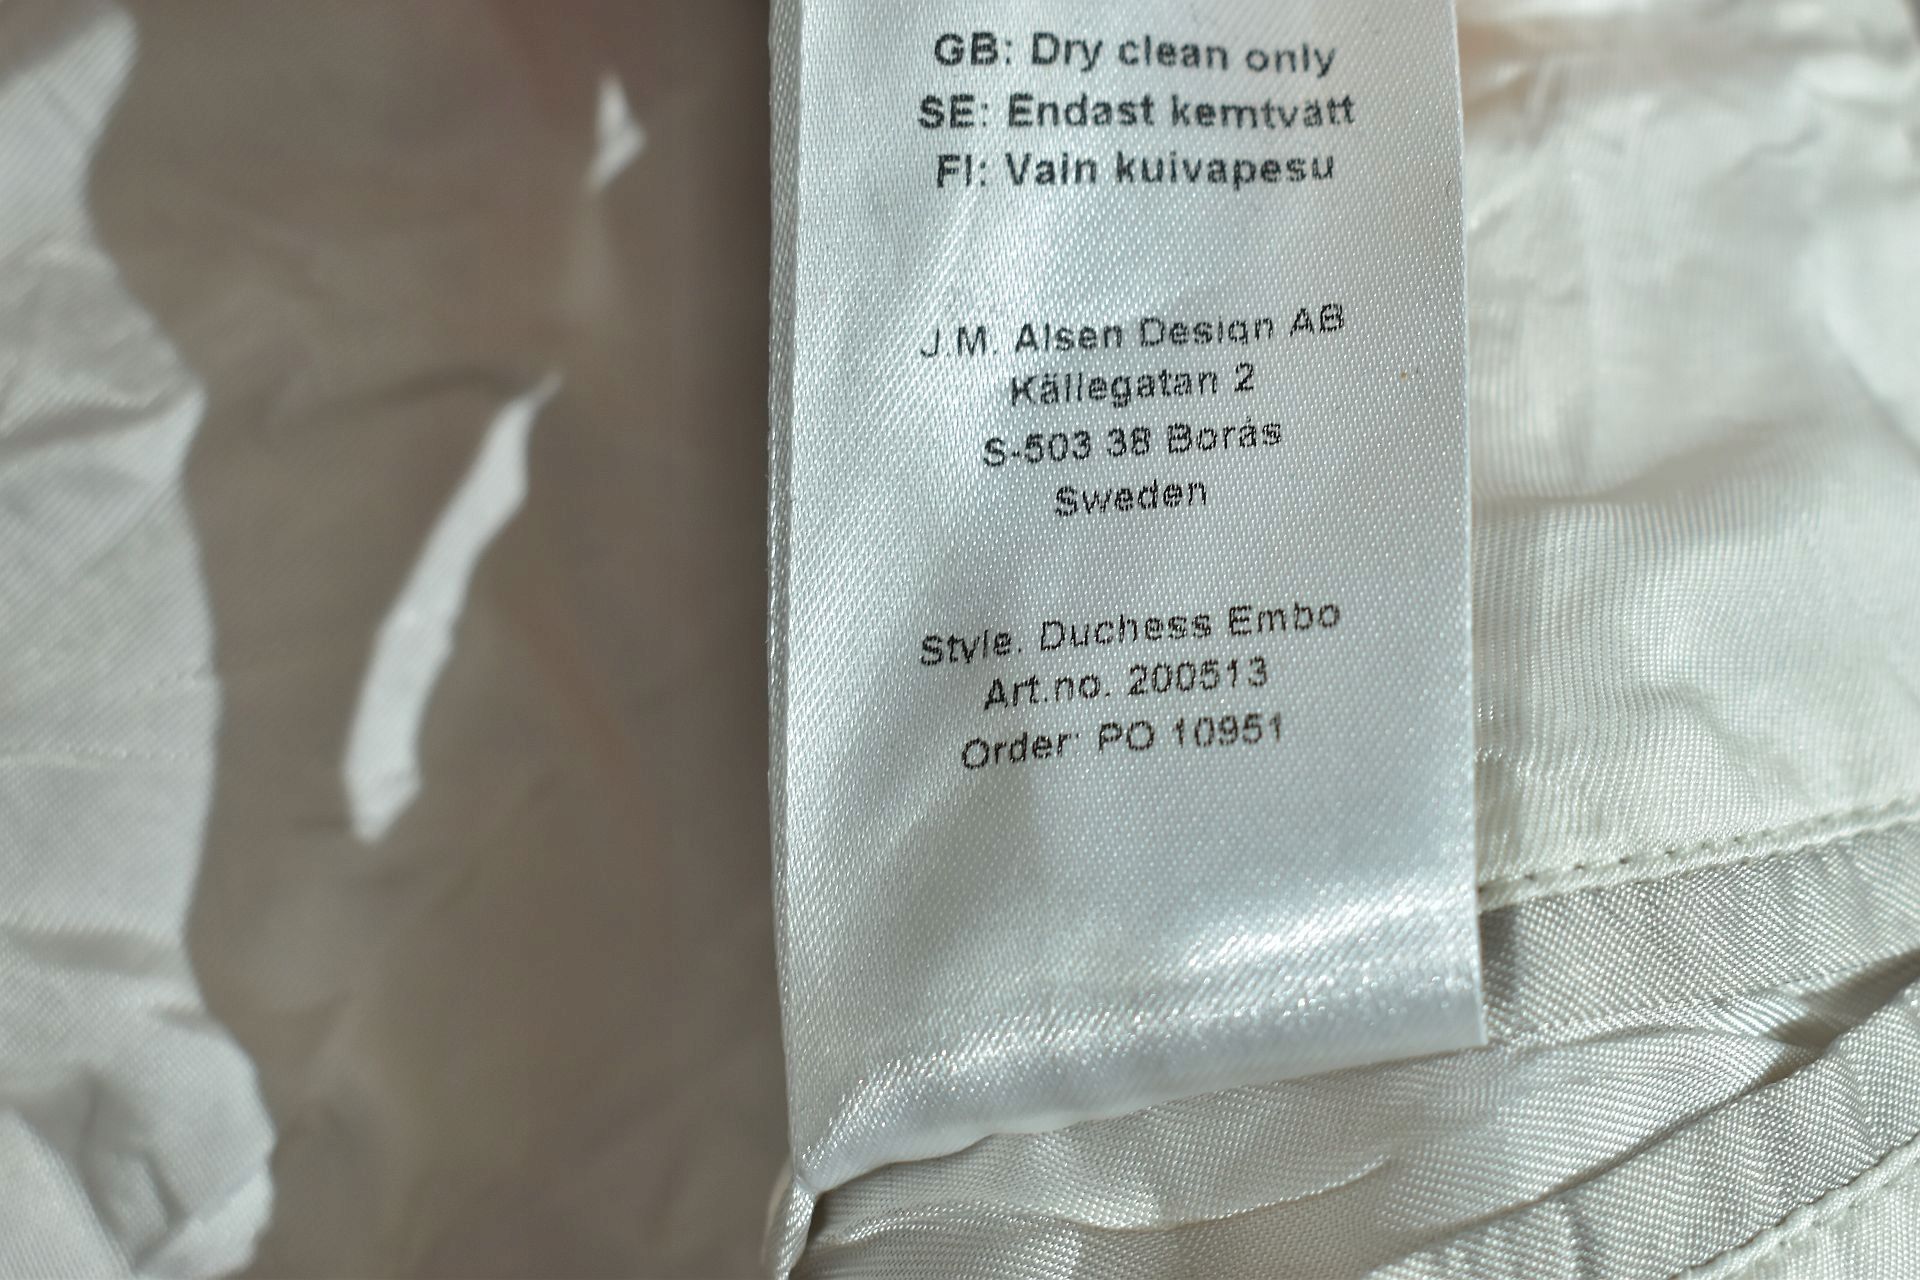 GB: Dry clean only
SE: Endast kemtvätt
FI: Vain kuivapesu
J.M. Alsen Design AB
Källegatan 2
S-503 38 Borås
Sweden
Style. Duchess Embo
Art.no. 200513
Order: PO 10951